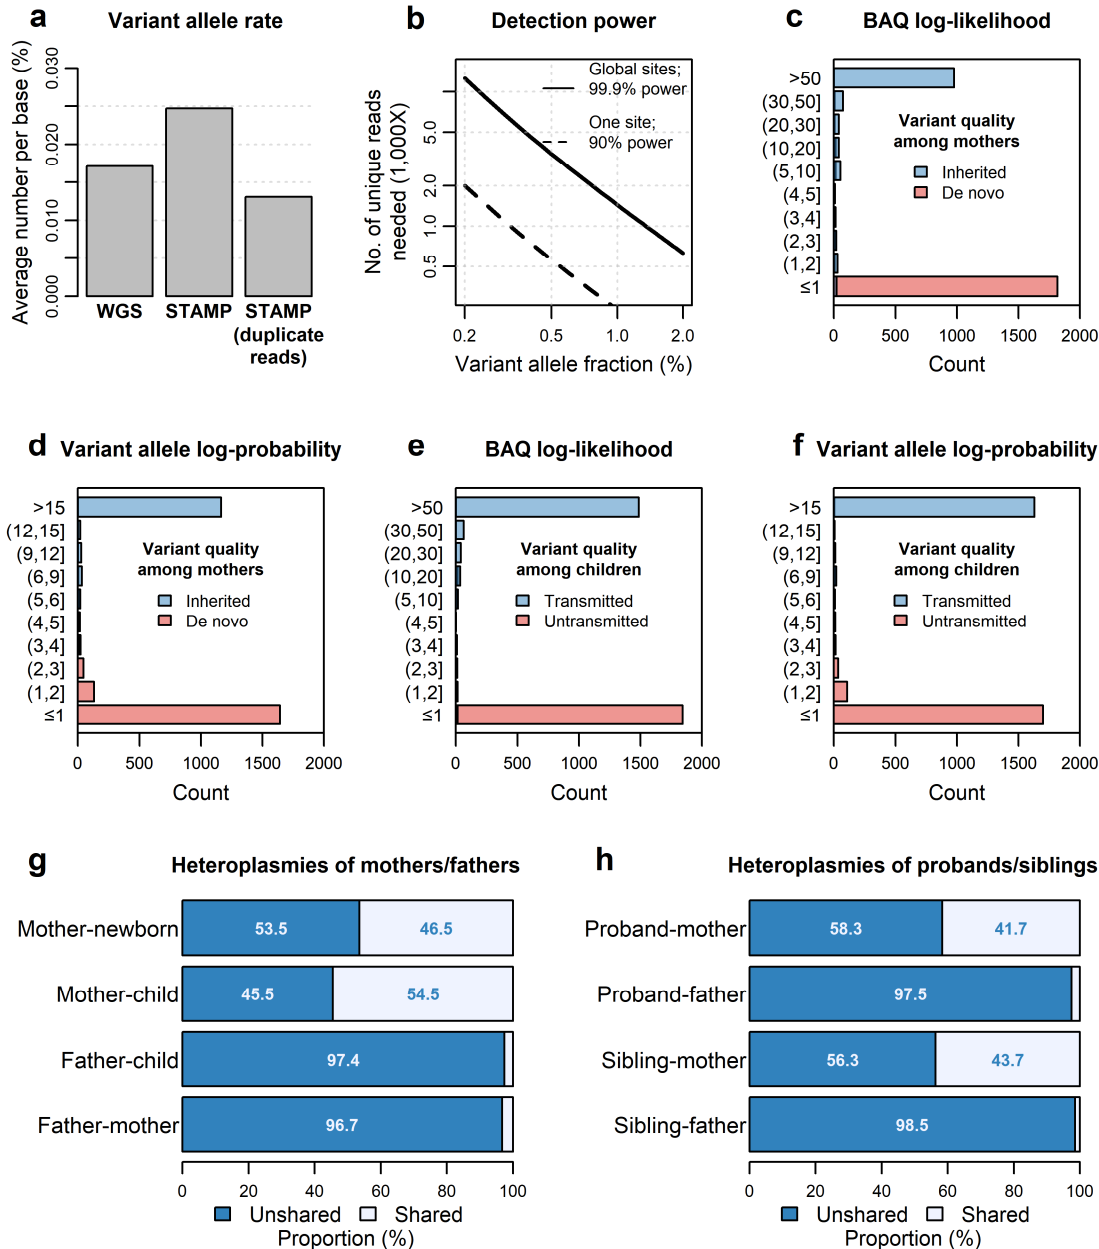 a
Variant allele rate
Average number per base (%)
0.030
0.020
0.010
0.000
WGS
STAMP
STAMP
(duplicate
reads)
b
Detection power
No. of unique reads
needed (1,000X)
5.0
2.0
1.0
0.5
Global sites;
99.9% power
One site;
90% power
0.2 0.5 1.0 2.0
Variant allele fraction (%)
c
BAQ log-likelihood
>50
(30,50]
(20,30]
(10,20]
(5,10]
(4,5]
(3,4]
(2,3]
(1,2]
≤1
Variant quality
among mothers
Inherited
De novo
0 500 1000 1500 2000
Count
d
Variant allele log-probability
>15
(12,15]
(9,12]
(6,9]
(5,6]
(4,5]
(3,4]
(2,3]
(1,2]
≤1
Variant quality
among mothers
Inherited
De novo
0 500 1000 1500 2000
Count
e
BAQ log-likelihood
>50
(30,50]
(20,30]
(10,20]
(5,10]
(4,5]
(3,4]
(2,3]
(1,2]
≤1
Variant quality
among children
Transmitted
Untransmitted
0 500 1000 1500 2000
Count
f
Variant allele log-probability
>15
(12,15]
(9,12]
(6,9]
(5,6]
(4,5]
(3,4]
(2,3]
(1,2]
≤1
Variant quality
among children
Transmitted
Untransmitted
0 500 1000 1500 2000
Count
g
Heteroplasmies of mothers/fathers
Mother-newborn 53.5 46.5
Mother-child 45.5 54.5
Father-child 97.4
Father-mother 96.7
0 20 40 60 80 100
Unshared Shared
Proportion (%)
h
Heteroplasmies of probands/siblings
Proband-mother 58.3 41.7
Proband-father 97.5
Sibling-mother 56.3 43.7
Sibling-father 98.5
0 20 40 60 80 100
Unshared Shared
Proportion (%)